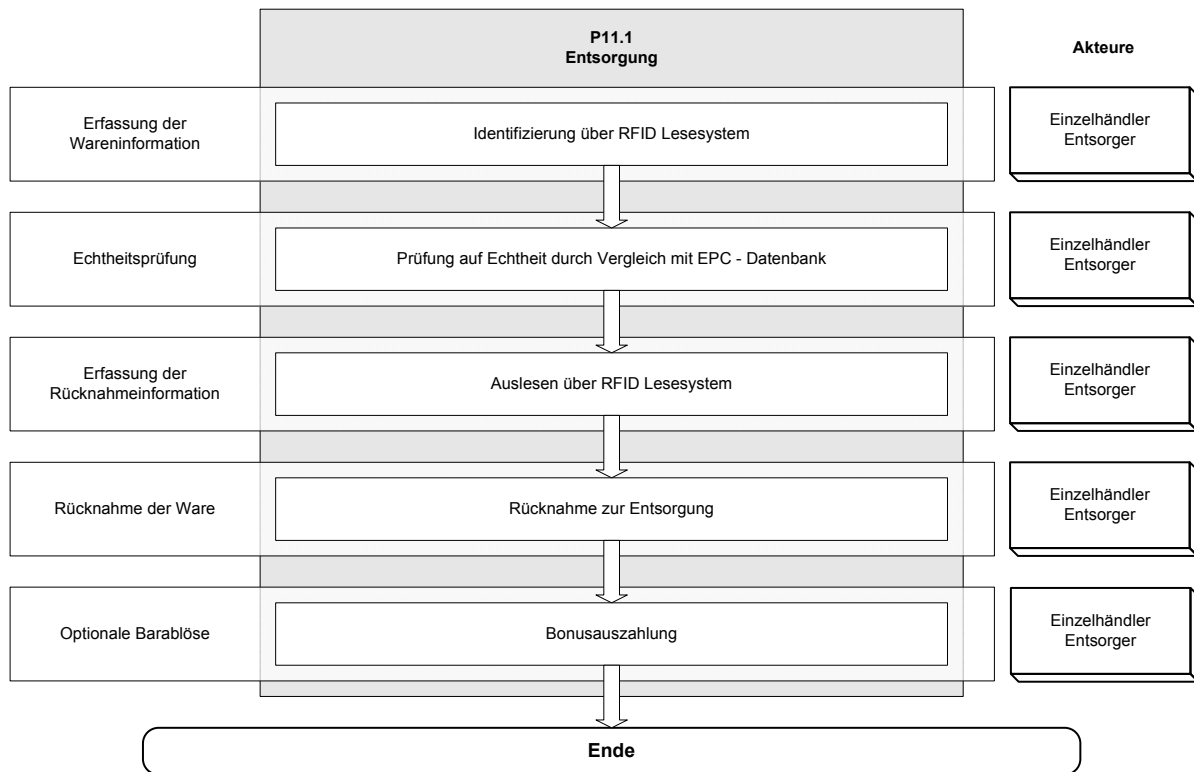 P11.1
Entsorgung
Akteure
Erfassung der
Wareninformation
Identifizierung über RFID Lesesystem
Einzelhändler
Entsorger
Echtheitsprüfung
Prüfung auf Echtheit durch Vergleich mit EPC - Datenbank
Einzelhändler
Entsorger
Erfassung der
Rücknahmeinformation
Auslesen über RFID Lesesystem
Einzelhändler
Entsorger
Rücknahme der Ware
Rücknahme zur Entsorgung
Einzelhändler
Entsorger
Optionale Barablöse
Bonusauszahlung
Einzelhändler
Entsorger
Ende